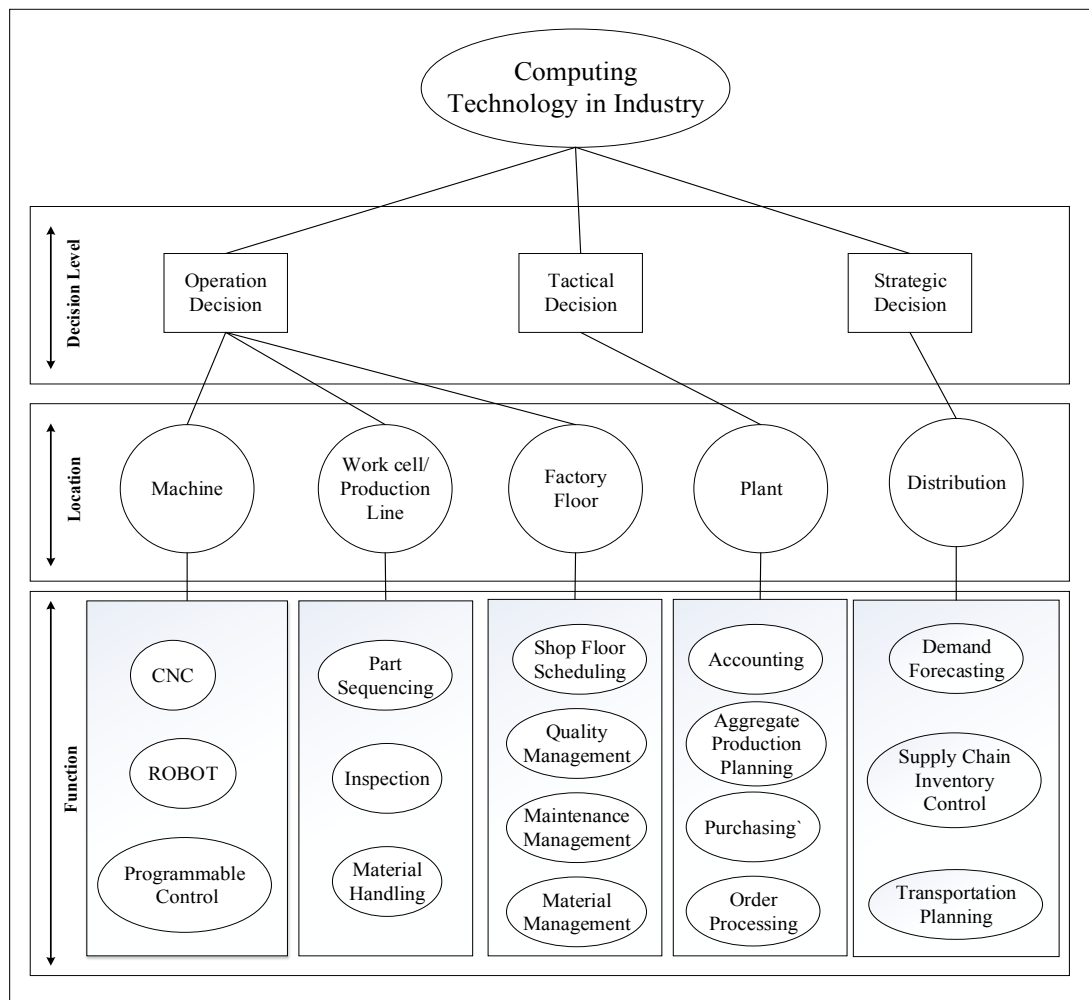 Computing
Technology in Industry
Decision Level
Operation
Decision
Tactical
Decision
Strategic
Decision
Location
Machine
Work cell/
Production
Line
Factory
Floor
Plant
Distribution
Function
CNC
ROBOT
Programmable
Control
Part
Sequencing
Inspection
Material
Handling
Shop Floor
Scheduling
Quality
Management
Maintenance
Management
Material
Management
Accounting
Aggregate
Production
Planning
Purchasing`
Order
Processing
Demand
Forecasting
Supply Chain
Inventory
Control
Transportation
Planning